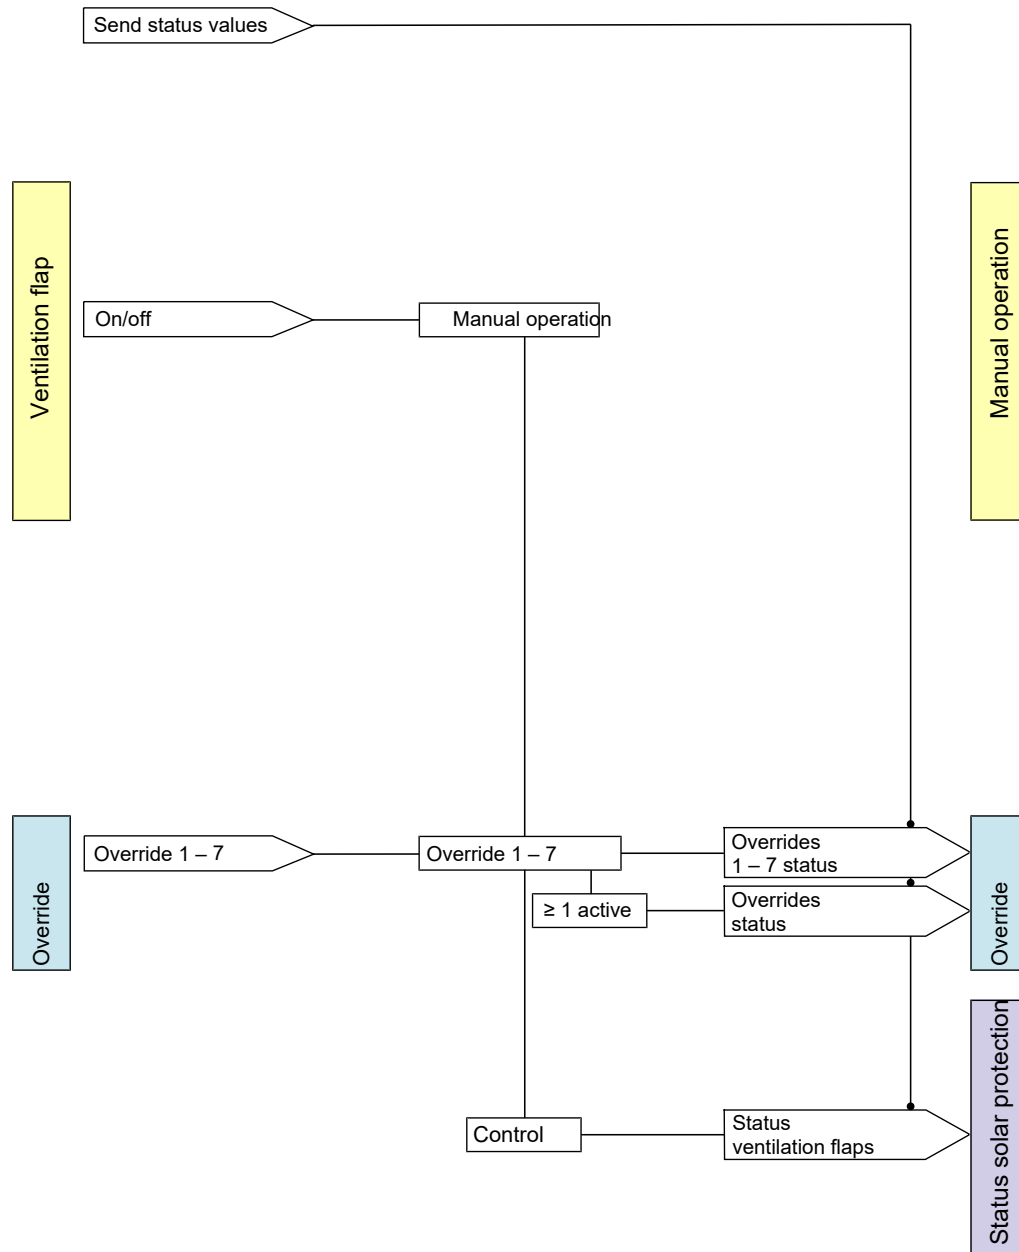 Send status values
Ventilation flap
On/off
Manual operation
Manual operation
Override
Override 1 – 7
Override 1 – 7
Overrides
1 – 7 status
≥ 1 active
Overrides
status
Override
Control
Status
ventilation flaps
Status solar protection